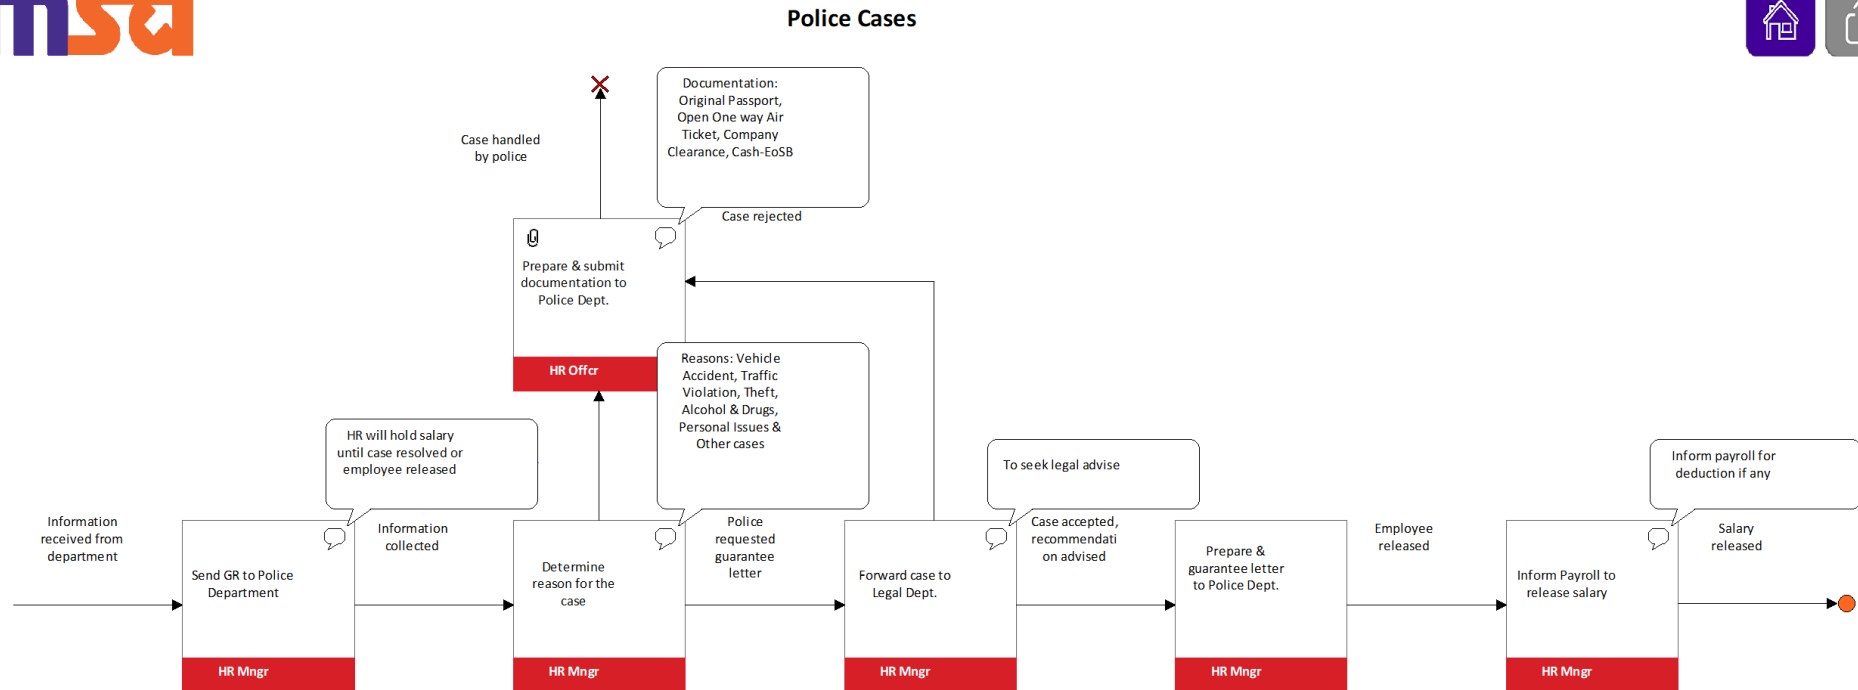 msa
Police Cases
Documentation:
Original Passport,
Open One way Air
Ticket, Company
Clearance, Cash-EoSB
Case handled
by police
Case rejected
Prepare & submit
documentation to
Police Dept.
HR Offcr
Reasons: Vehicle
Accident, Traffic
Violation, Theft,
Alcohol & Drugs,
Personal Issues &
Other cases
HR will hold salary
until case resolved or
employee released
To seek legal advise
Inform payroll for
deduction if any
Information
received from
department
Send GR to Police
Department
HR Mngr
Information
collected
Determine
reason for the
case
HR Mngr
Police
requested
guarantee
letter
Forward case to
Legal Dept.
HR Mngr
Case accepted,
recommendati
on advised
Prepare &
guarantee letter
to Police Dept.
HR Mngr
Employee
released
Inform Payroll to
release salary
HR Mngr
Salary
released